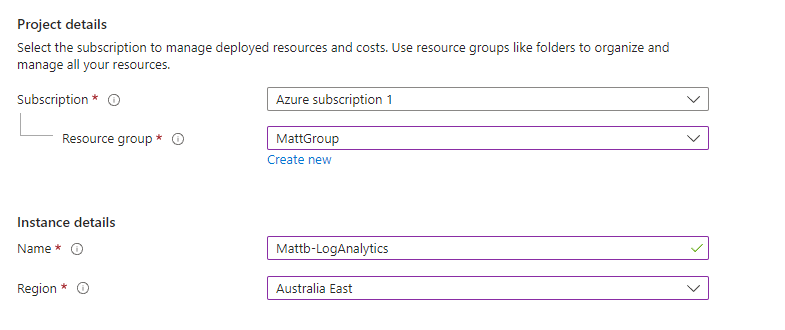 Project details
Select the subscription to manage deployed resources and costs. Use resource groups like folders to organize and
manage all your resources.
Subscription * Azure subscription 1
Resource group * MattGroup
Create new
Instance details
Name * Mattb-LogAnalytics
Region * Australia East